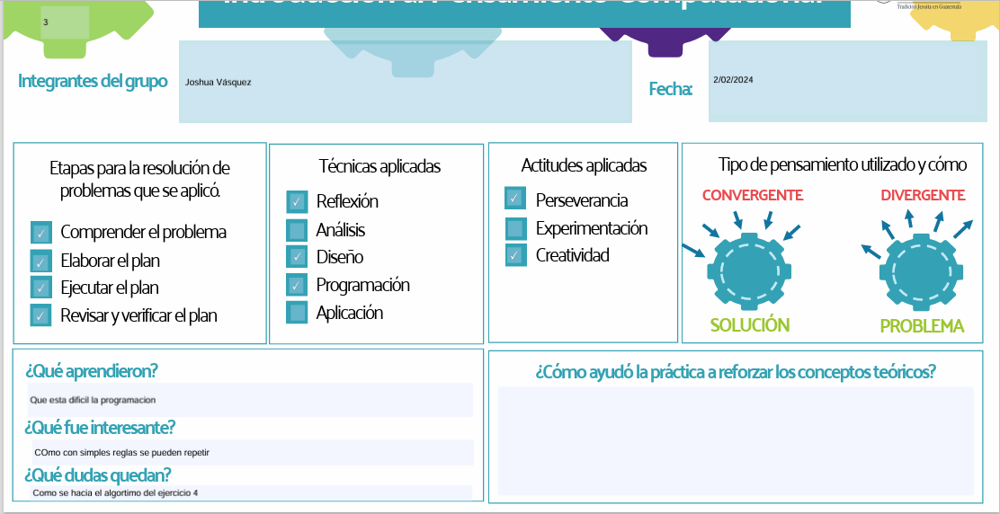 Introducción al Pensamiento Computacional
Tradición Jesuita en Guatemala
3
Integrantes del grupo
Joshua Vásquez
Fecha:
2/02/2024
Etapas para la resolución de
problemas que se aplicó.
Comprender el problema
Elaborar el plan
Ejecutar el plan
Revisar y verificar el plan
Técnicas aplicadas
Reflexión
Análisis
Diseño
Programación
Aplicación
Actitudes aplicadas
Perseverancia
Experimentación
Creatividad
Tipo de pensamiento utilizado y cómo
CONVERGENTE
DIVERGENTE
SOLUCIÓN
PROBLEMA
¿Qué aprendieron?
Que esta dificil la programacion
¿Qué fue interesante?
COmo con simples reglas se pueden repetir
¿Qué dudas quedan?
Como se hacia el algortimo del ejercicio 4
¿Cómo ayudó la práctica a reforzar los conceptos teóricos?